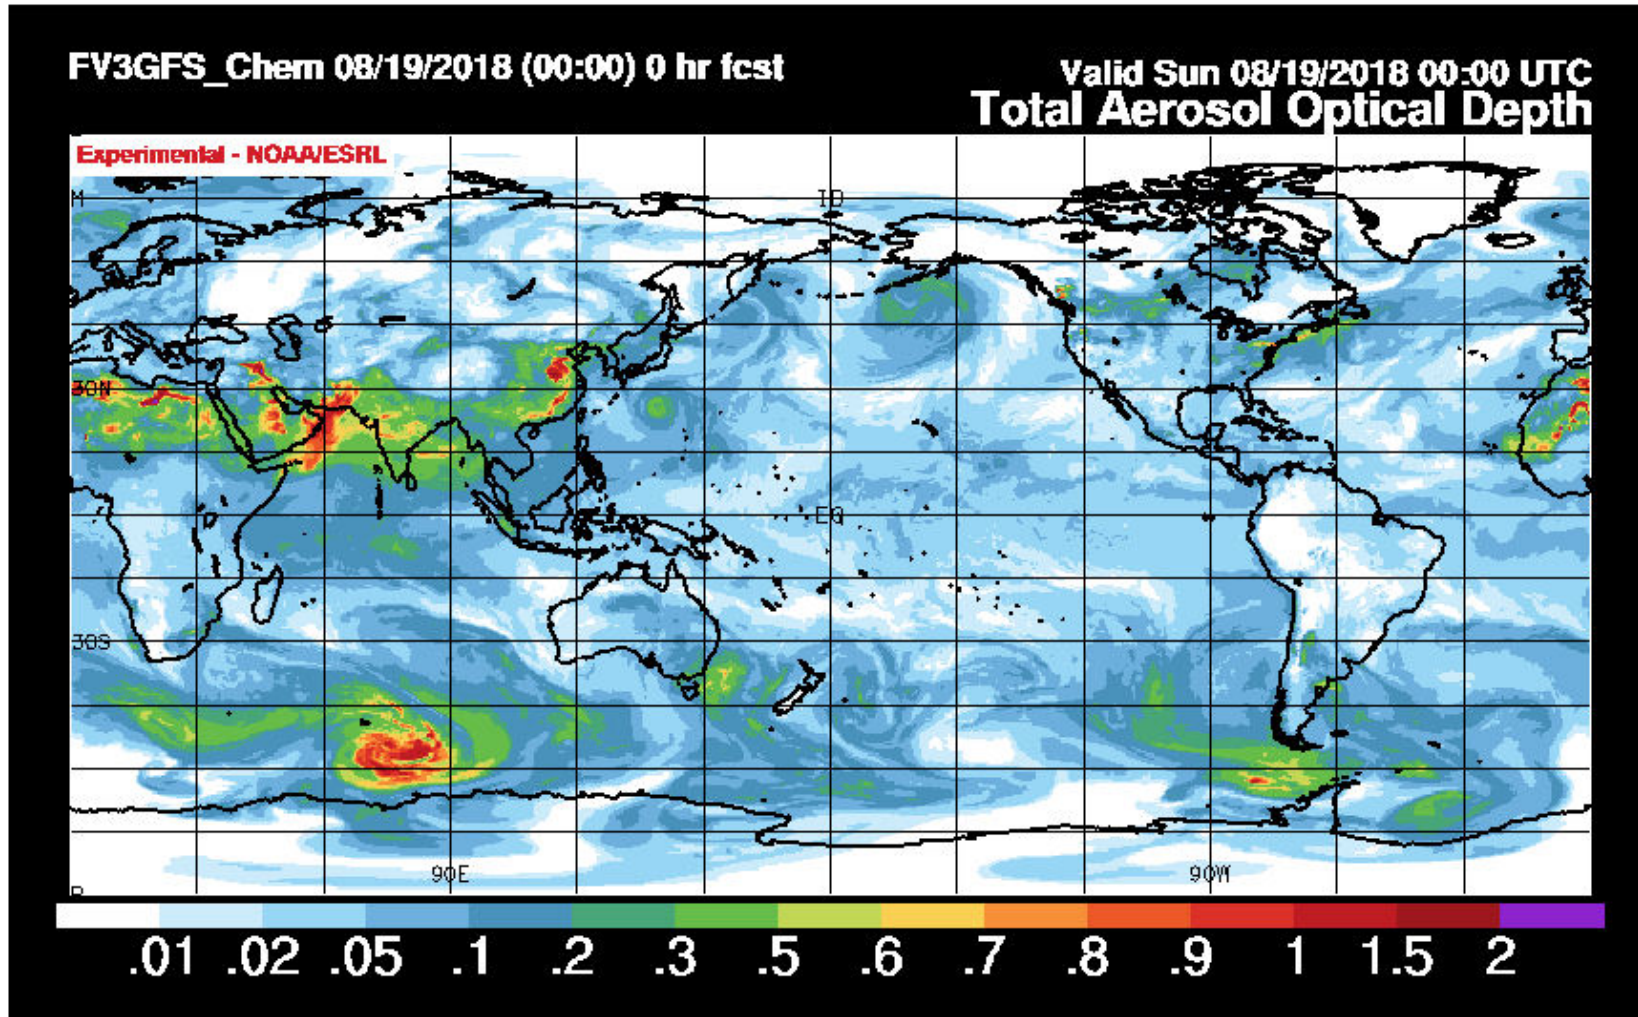 FV3GFS_Chem 08/19/2018 (00:00) 0 hr fcst
Valid Sun 08/19/2018 00:00 UTC
Total Aerosol Optical Depth
Experimental - NOAA/ESRL
ID
30N
EQ
30S
90E
90W
.01 .02 .05 .1 .2 .3 .5 .6 .7 .8 .9 1 1.5 2